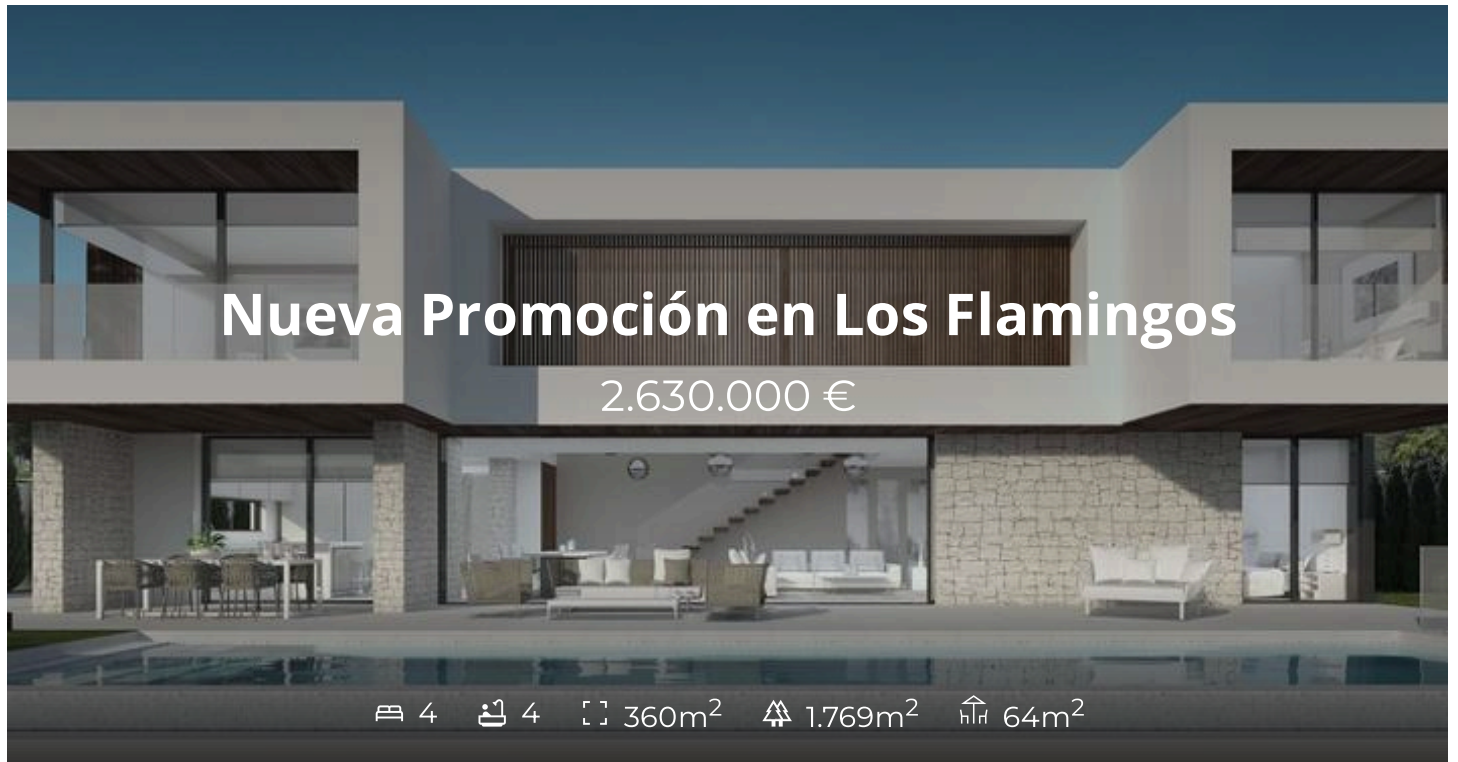 Nueva Promoción en Los Flamingos
2.630.000 €
4 4 360m² 1.769m² 64m²